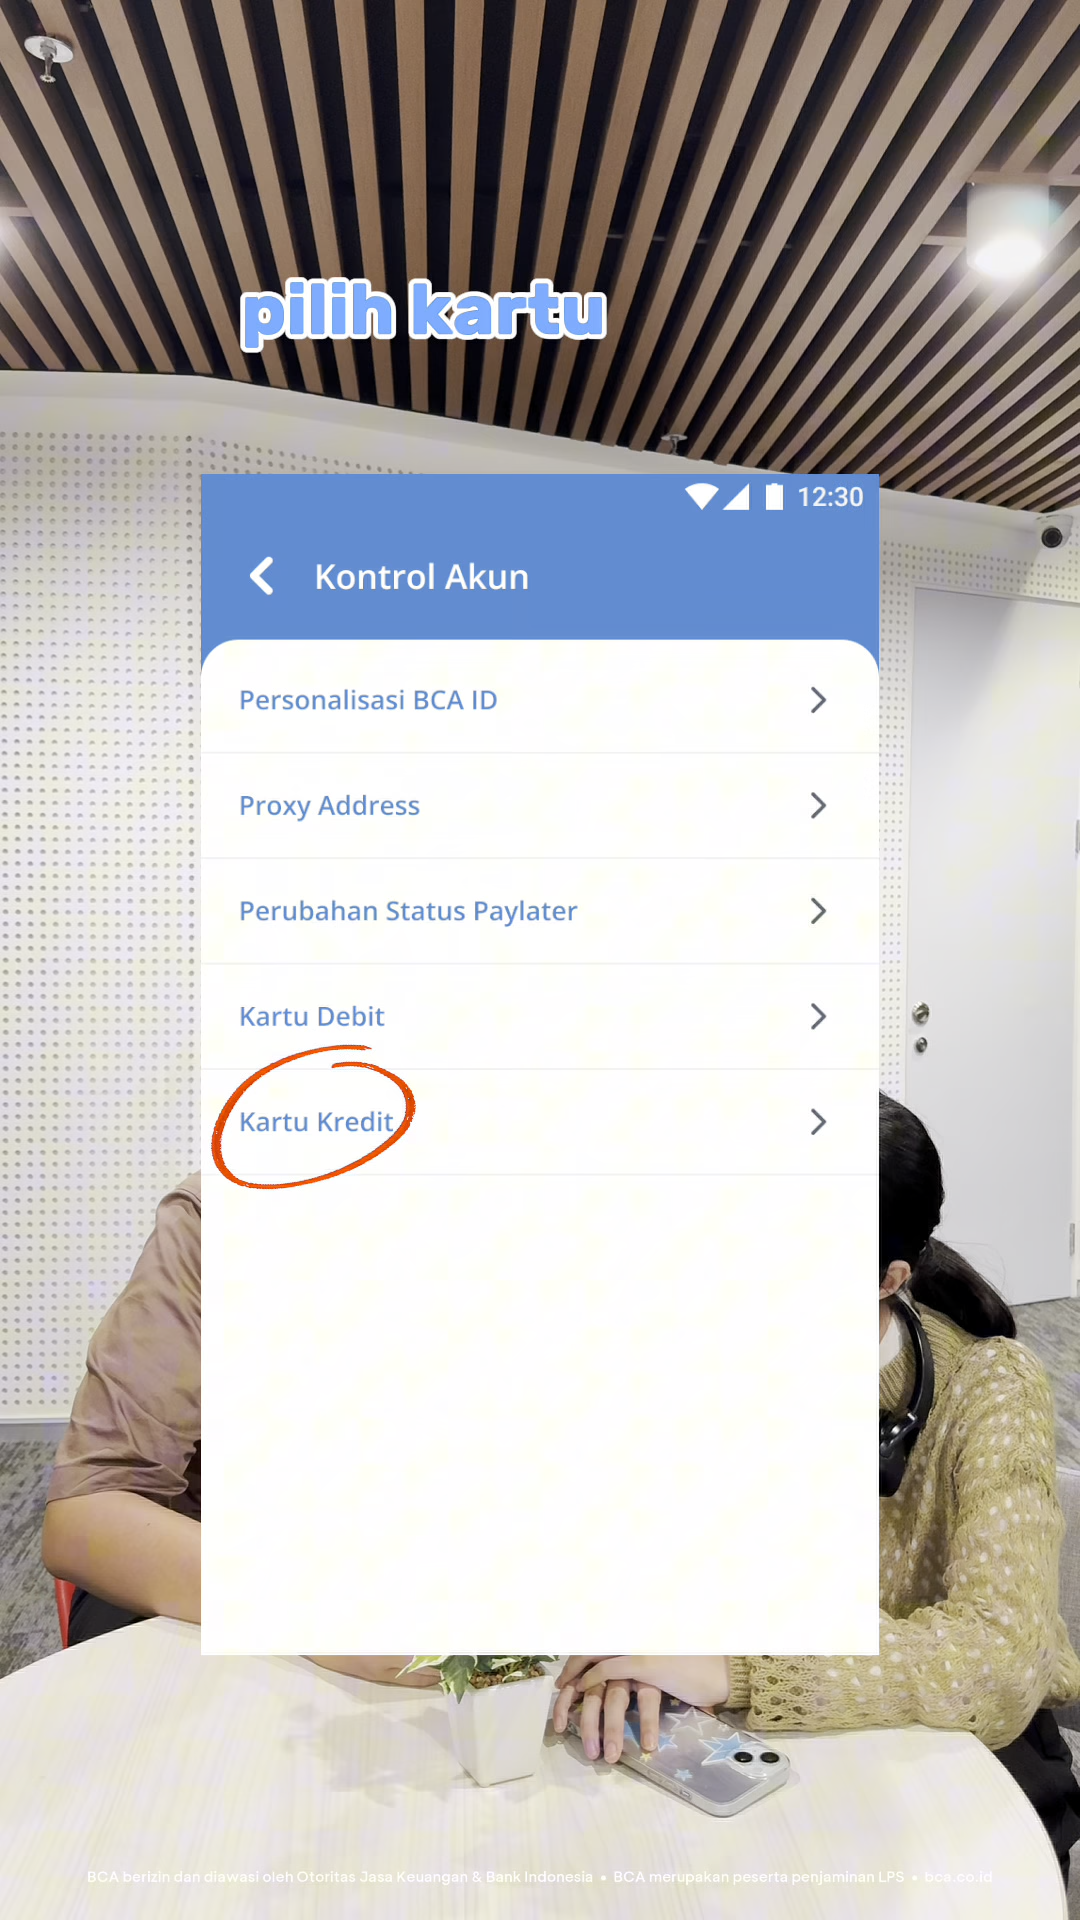 pilih kartu
12:30
Kontrol Akun
Personalisasi BCA ID
Proxy Address
Perubahan Status Paylater
Kartu Debit
Kartu Kredit
BCA berizin dan diawasi oleh Otoritas Jasa Keuangan & Bank Indonesia • BCA merupakan peserta penjaminan LPS • bca.co.id